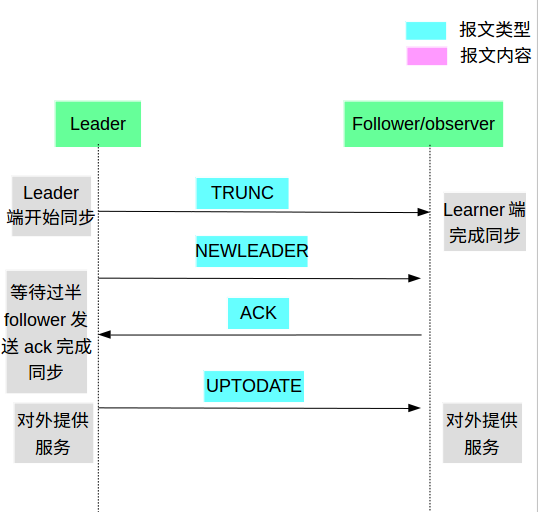 报文类型
报文内容
Leader
Follower/observer
Leader
端开始同步
TRUNC
Learner 端
完成同步
NEWLEADER
等待过半
follower 发
送 ack 完成
同步
ACK
UPTODATE
对外提供
服务
对外提供
服务